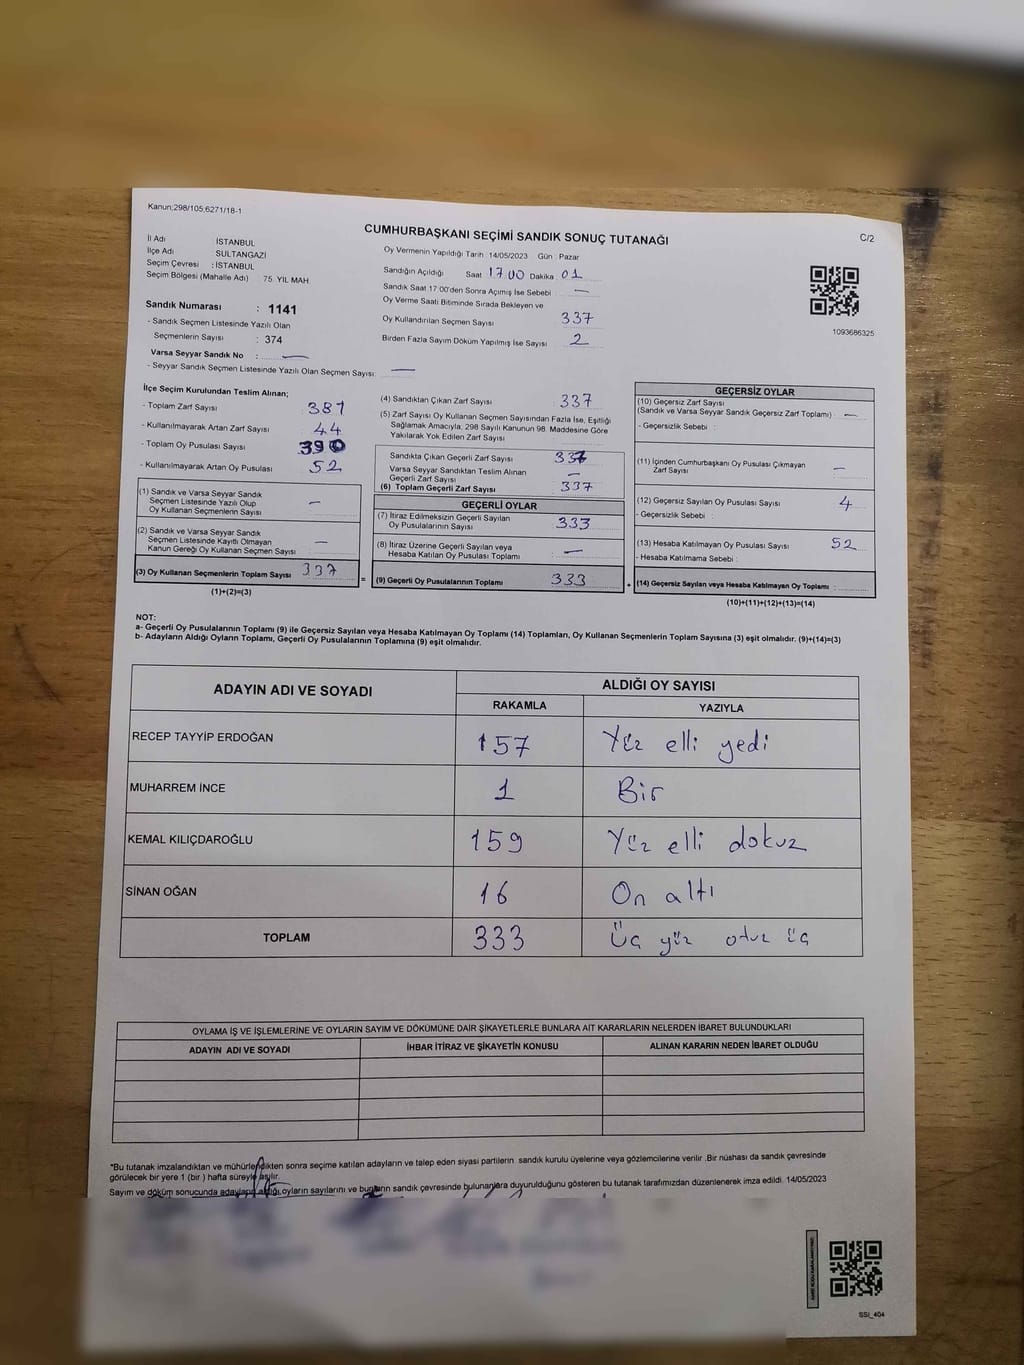 Kanun;298/105,6271/18-1
CUMHURBAŞKANI SEÇİMİ SANDIK SONUÇ TUTANAĞI
C/2
İl Adı : İSTANBUL
İlçe Adı : SULTANGAZİ
Seçim Çevresi : İSTANBUL
Seçim Bölgesi (Mahalle Adı) : 75. YIL MAH
Sandık Numarası : 1141
- Sandık Seçmen Listesinde Yazılı Olan
Seçmenlerin Sayısı : 374
Varsa Seyyar Sandık No : —
- Seyyar Sandık Seçmen Listesinde Yazılı Olan Seçmen Sayısı: —
Oy Vermenin Yapıldığı Tarih : 14/05/2023 Gün : Pazar
Sandığın Açıldığı Saat 17 00 Dakika : 01
Sandık Saat 17:00'den Sonra Açımış İse Sebebi : —
Oy Verme Saati Bitiminde Sırada Bekleyen ve
Oy Kullandırılan Seçmen Sayısı 337
Birden Fazla Sayım Döküm Yapılmış İse Sayısı 2
1093686325
İlçe Seçim Kurulundan Teslim Alınan;
- Toplam Zarf Sayısı 381
- Kullanılmayarak Artan Zarf Sayısı 44
- Toplam Oy Pusulası Sayısı 390
- Kullanılmayarak Artan Oy Pusulası 52
(1) Sandık ve Varsa Seyyar Sandık
Seçmen Listesinde Yazılı Olup
Oy Kullanan Seçmenlerin Sayısı : —
(2) Sandık ve Varsa Seyyar Sandık
Seçmen Listesinde Kayıtlı Olmayan
Kanun Gereği Oy Kullanan Seçmen Sayısı : —
(3) Oy Kullanan Seçmenlerin Toplam Sayısı 337
(1)+(2)=(3)
=
(4) Sandıktan Çıkan Zarf Sayısı 337
(5) Zarf Sayısı Oy Kullanan Seçmen Sayısından Fazla İse, Eşitliği
Sağlamak Amacıyla, 298 Sayılı Kanunun 98. Maddesine Göre
Yakılarak Yok Edilen Zarf Sayısı
Sandıkta Çıkan Geçerli Zarf Sayısı 337
Varsa Seyyar Sandıktan Teslim Alınan
Geçerli Zarf Sayısı —
(6) Toplam Geçerli Zarf Sayısı 337
GEÇERLİ OYLAR
(7) İtiraz Edilmeksizin Geçerli Sayılan
Oy Pusulalarının Sayısı 333
(8) İtiraz Üzerine Geçerli Sayılan veya
Hesaba Katılan Oy Pusulası Toplamı : —
(9) Geçerli Oy Pusulalarının Toplamı 333
+
GEÇERSİZ OYLAR
(10) Geçersiz Zarf Sayısı
(Sandık ve Varsa Seyyar Sandık Geçersiz Zarf Toplamı) : —
- Geçersizlik Sebebi :
(11) İçinden Cumhurbaşkanı Oy Pusulası Çıkmayan
Zarf Sayısı —
(12) Geçersiz Sayılan Oy Pusulası Sayısı 4
- Geçersizlik Sebebi :
(13) Hesaba Katılmayan Oy Pusulası Sayısı 52
- Hesaba Katılmama Sebebi :
(14) Geçersiz Sayılan veya Hesaba Katılmayan Oy Toplamı :
(10)+(11)+(12)+(13)=(14)
NOT:
a- Geçerli Oy Pusulalarının Toplamı (9) ile Geçersiz Sayılan veya Hesaba Katılmayan Oy Toplamı (14) Toplamları, Oy Kullanan Seçmenlerin Toplam Sayısına (3) eşit olmalıdır. (9)+(14)=(3)
b- Adayların Aldığı Oyların Toplamı, Geçerli Oy Pusulalarının Toplamına (9) eşit olmalıdır.
ADAYIN ADI VE SOYADI
ALDIĞI OY SAYISI
RAKAMLA YAZIYLA
RECEP TAYYİP ERDOĞAN 157 Yüz elli yedi
MUHARREM İNCE 1 Bir
KEMAL KILIÇDAROĞLU 159 Yüz elli dokuz
SİNAN OĞAN 16 On altı
TOPLAM 333 Üç yüz otuz üç
OYLAMA İŞ VE İŞLEMLERİNE VE OYLARIN SAYIM VE DÖKÜMÜNE DAİR ŞİKAYETLERLE BUNLARA AİT KARARLARIN NELERDEN İBARET BULUNDUKLARI
ADAYIN ADI VE SOYADI İHBAR İTİRAZ VE ŞİKAYETİN KONUSU ALINAN KARARIN NEDEN İBARET OLDUĞU
*Bu tutanak imzalandıktan ve mühürlendikten sonra seçime katılan adayların ve talep eden siyasi partilerin sandık kurulu üyelerine veya gözlemcilerine verilir .Bir nüshası da sandık çevresinde
görülecek bir yere 1 (bir ) hafta süreyle asılır.
Sayım ve döküm sonucunda adayların aldığı oyların sayılarını ve bunların sandık çevresinde bulunanlara duyurulduğunu gösteren bu tutanak tarafımızdan düzenlenerek imza edildi. 14/05/2023
SSI_404